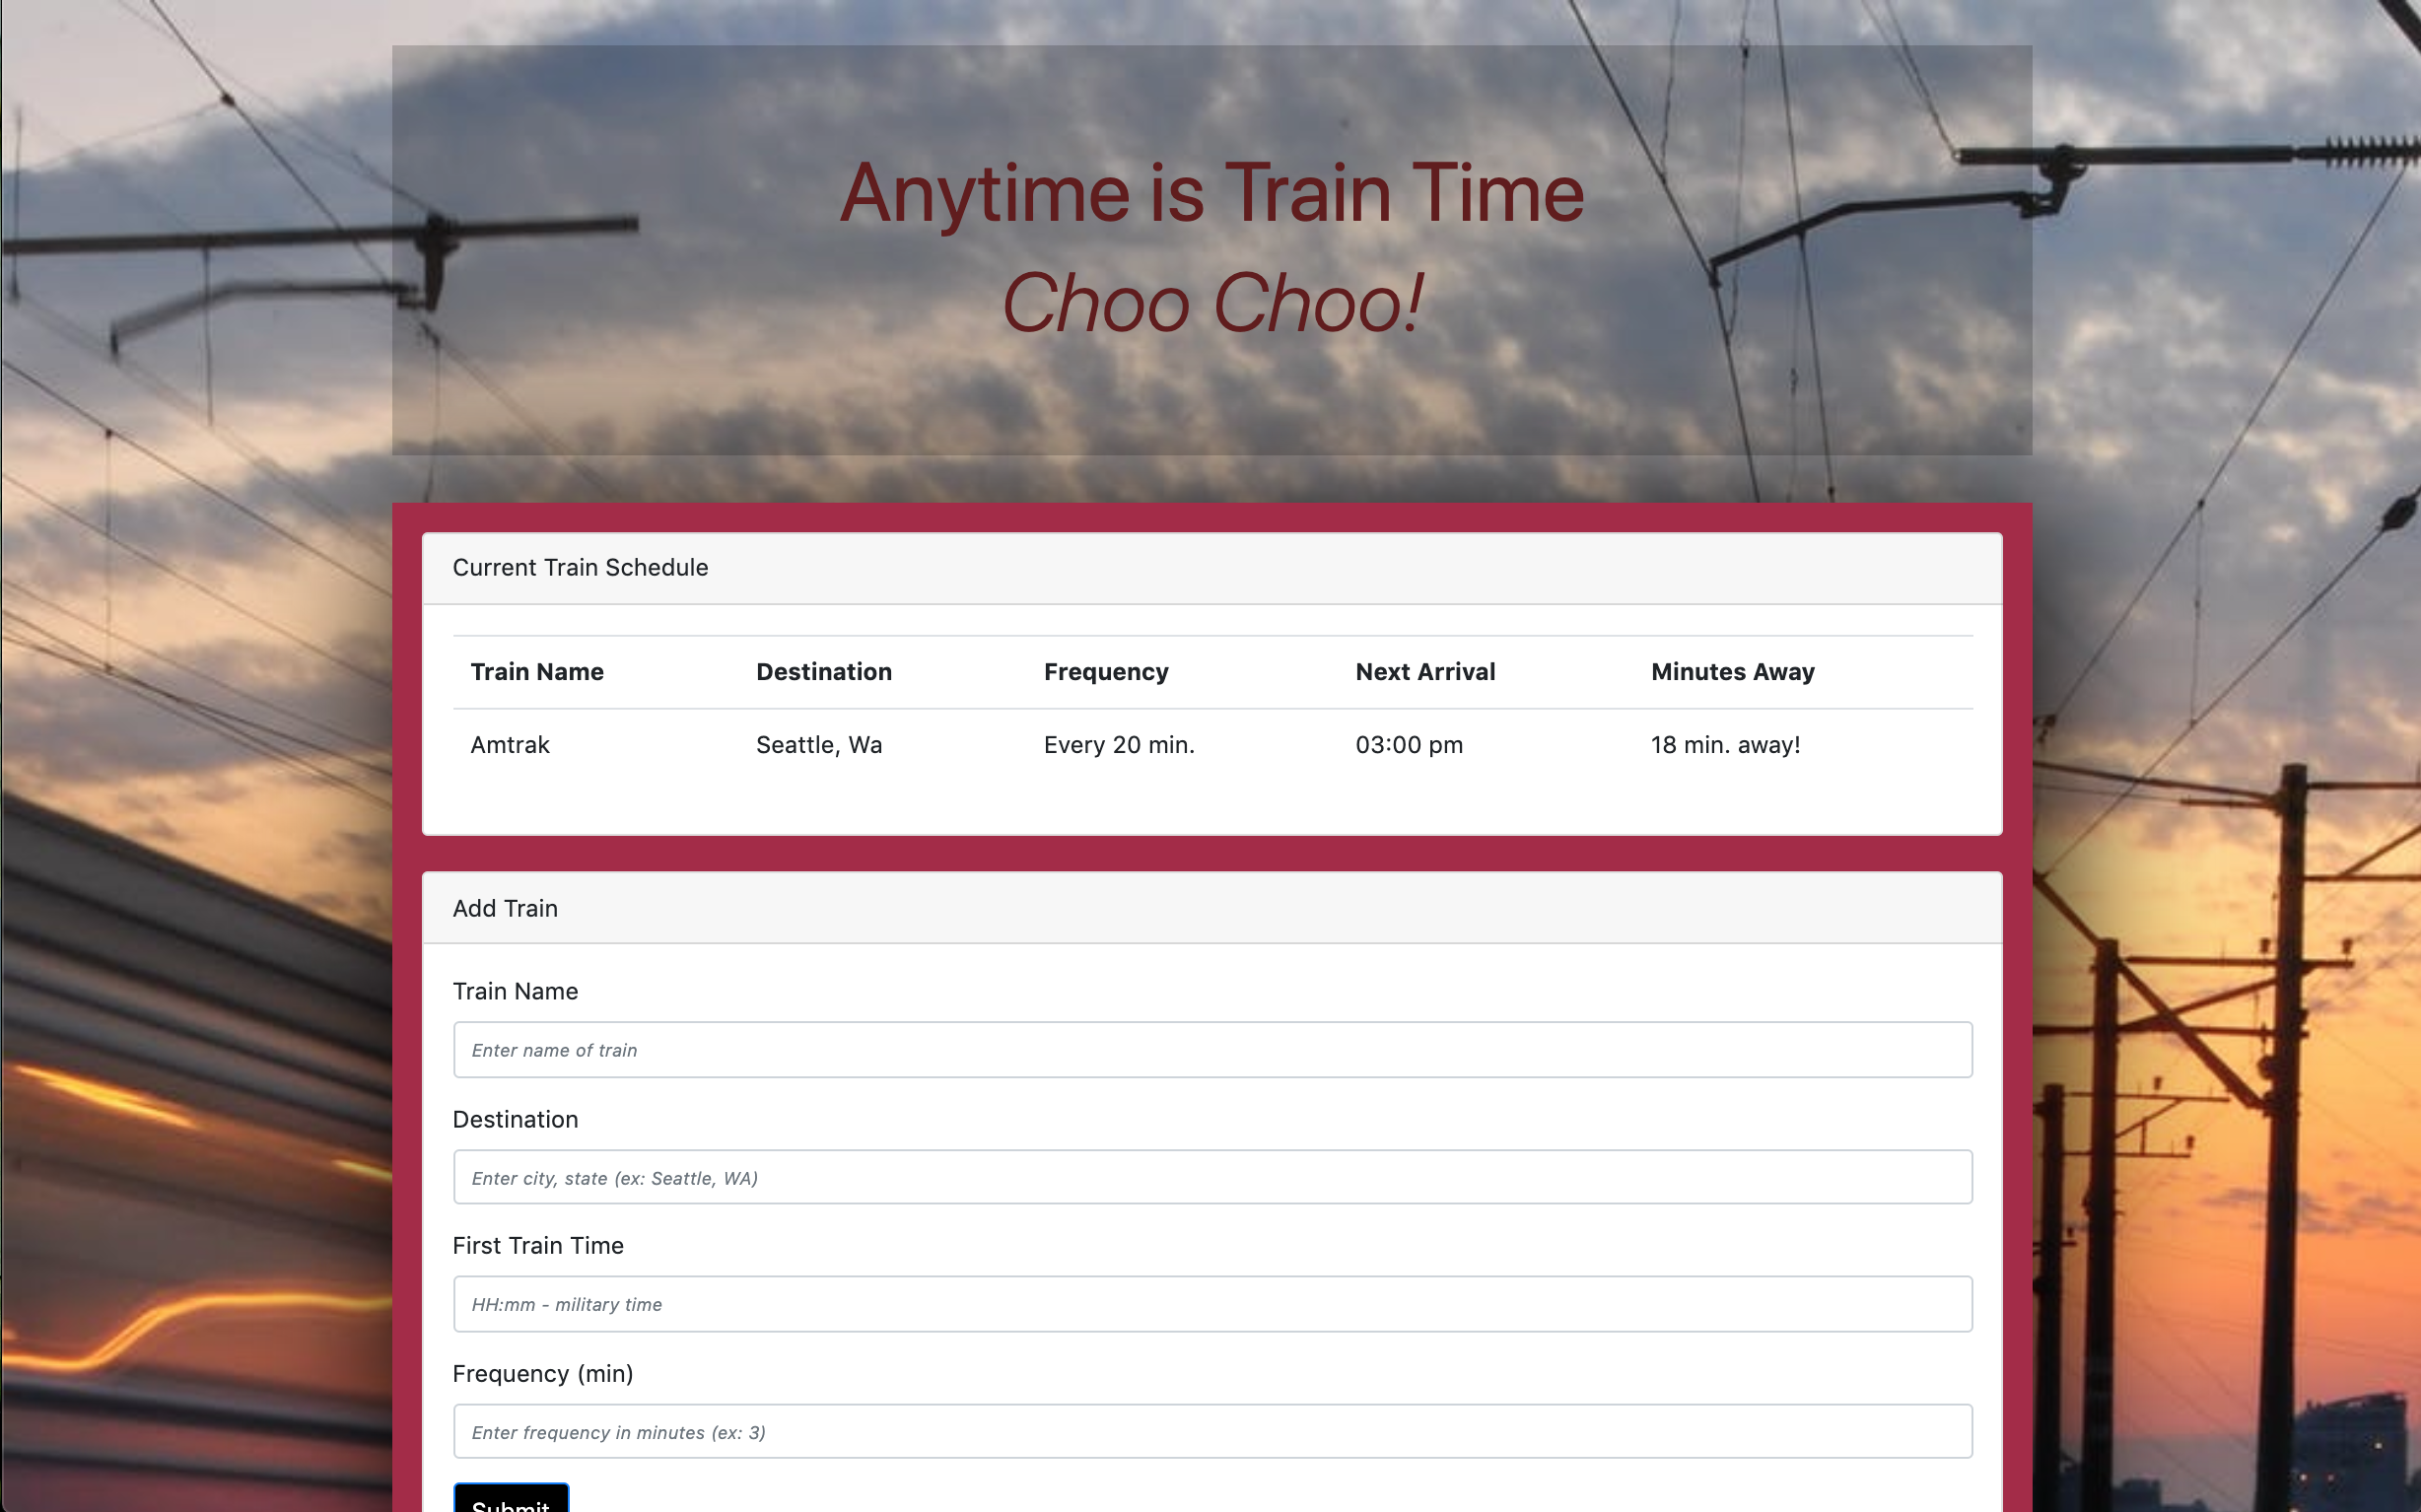 Anytime is Train Time
Choo Choo!
Current Train Schedule
Train Name Destination Frequency Next Arrival Minutes Away
Amtrak Seattle, Wa Every 20 min. 03:00 pm 18 min. away!
Add Train
Train Name
Enter name of train
Destination
Enter city, state (ex: Seattle, WA)
First Train Time
HH:mm - military time
Frequency (min)
Enter frequency in minutes (ex: 3)
Submit